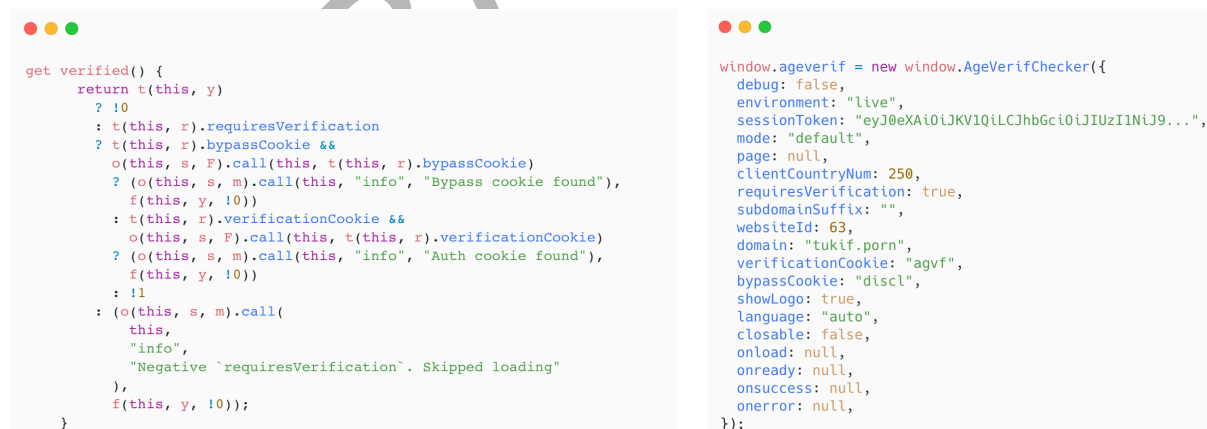 get verified() {
return t(this, y)
? !0
: t(this, r).requiresVerification
? t(this, r).bypassCookie &&
o(this, s, F).call(this, t(this, r).bypassCookie)
? (o(this, s, m).call(this, "info", "Bypass cookie found"),
f(this, y, !0))
: t(this, r).verificationCookie &&
o(this, s, F).call(this, t(this, r).verificationCookie)
? (o(this, s, m).call(this, "info", "Auth cookie found"),
f(this, y, !0))
: !1
: (o(this, s, m).call(
this,
"info",
"Negative `requiresVerification`. Skipped loading"
),
f(this, y, !0));
}
window.ageverif = new window.AgeVerifChecker({
debug: false,
environment: "live",
sessionToken: "eyJ0eXAiOiJKV1QiLCJhbGciOiJIUzI1NiJ9...",
mode: "default",
page: null,
clientCountryNum: 250,
requiresVerification: true,
subdomainSuffix: "",
websiteId: 63,
domain: "tukif.porn",
verificationCookie: "agvf",
bypassCookie: "discl",
showLogo: true,
language: "auto",
closable: false,
onload: null,
onready: null,
onsuccess: null,
onerror: null,
});